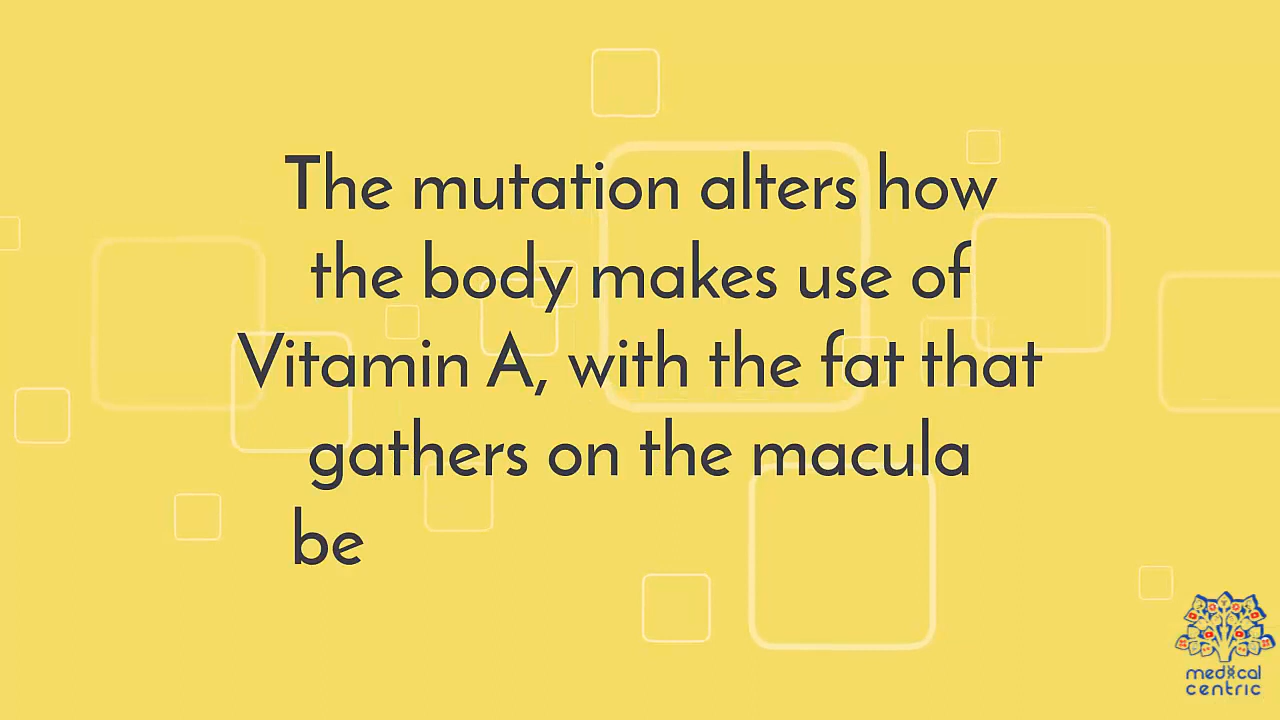 The mutation alters how
the body makes use of
Vitamin A, with the fat that
gathers on the macula
be
medical
centric